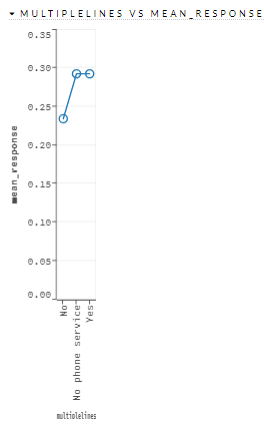 MULTIPLELINES VS MEAN_RESPONSE
0.35
0.30
0.25
0.20
0.15
0.10
0.05
0.00
mean_response
No
No phone service
Yes
multiplelines